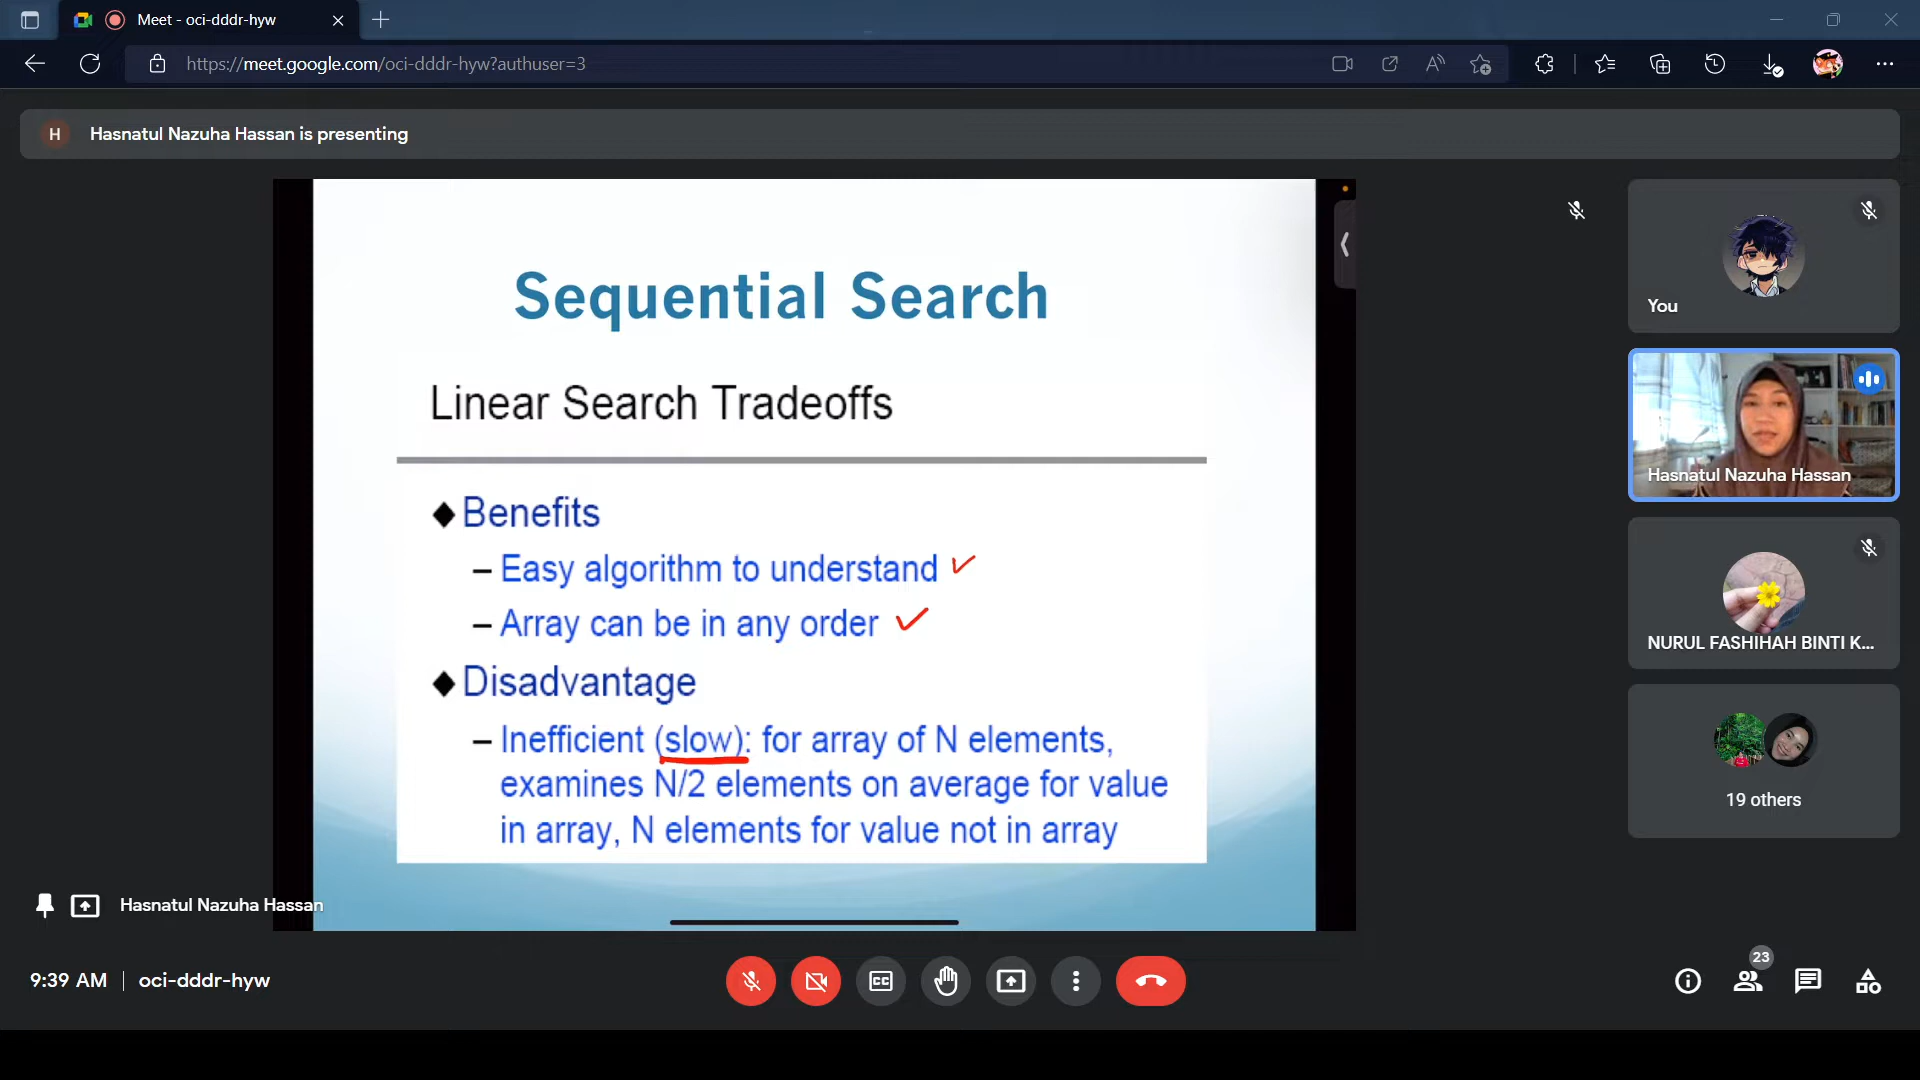 Meet - oci-dddr-hyw
https://meet.google.com/oci-dddr-hyw?authuser=3
H
Hasnatul Nazuha Hassan is presenting
Sequential Search
Linear Search Tradeoffs
Benefits
– Easy algorithm to understand
– Array can be in any order
Disadvantage
– Inefficient (slow): for array of N elements,
examines N/2 elements on average for value
in array, N elements for value not in array
You
Hasnatul Nazuha Hassan
NURUL FASHIHAH BINTI K...
19 others
Hasnatul Nazuha Hassan
9:39 AM | oci-dddr-hyw
CC
23